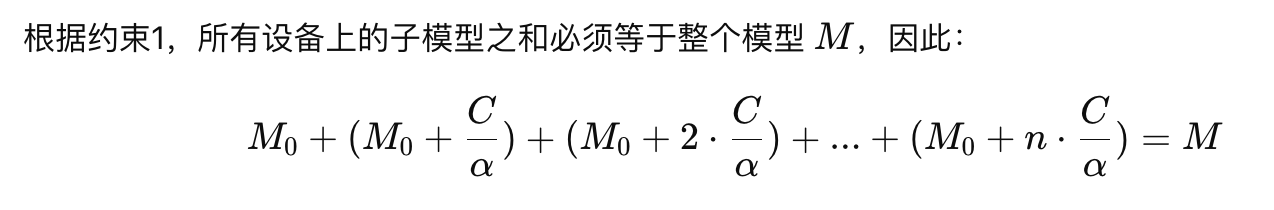 根据约束1，所有设备上的子模型之和必须等于整个模型 M，因此：
M₀ + (M₀ + C/α) + (M₀ + 2 · C/α) + ... + (M₀ + n · C/α) = M